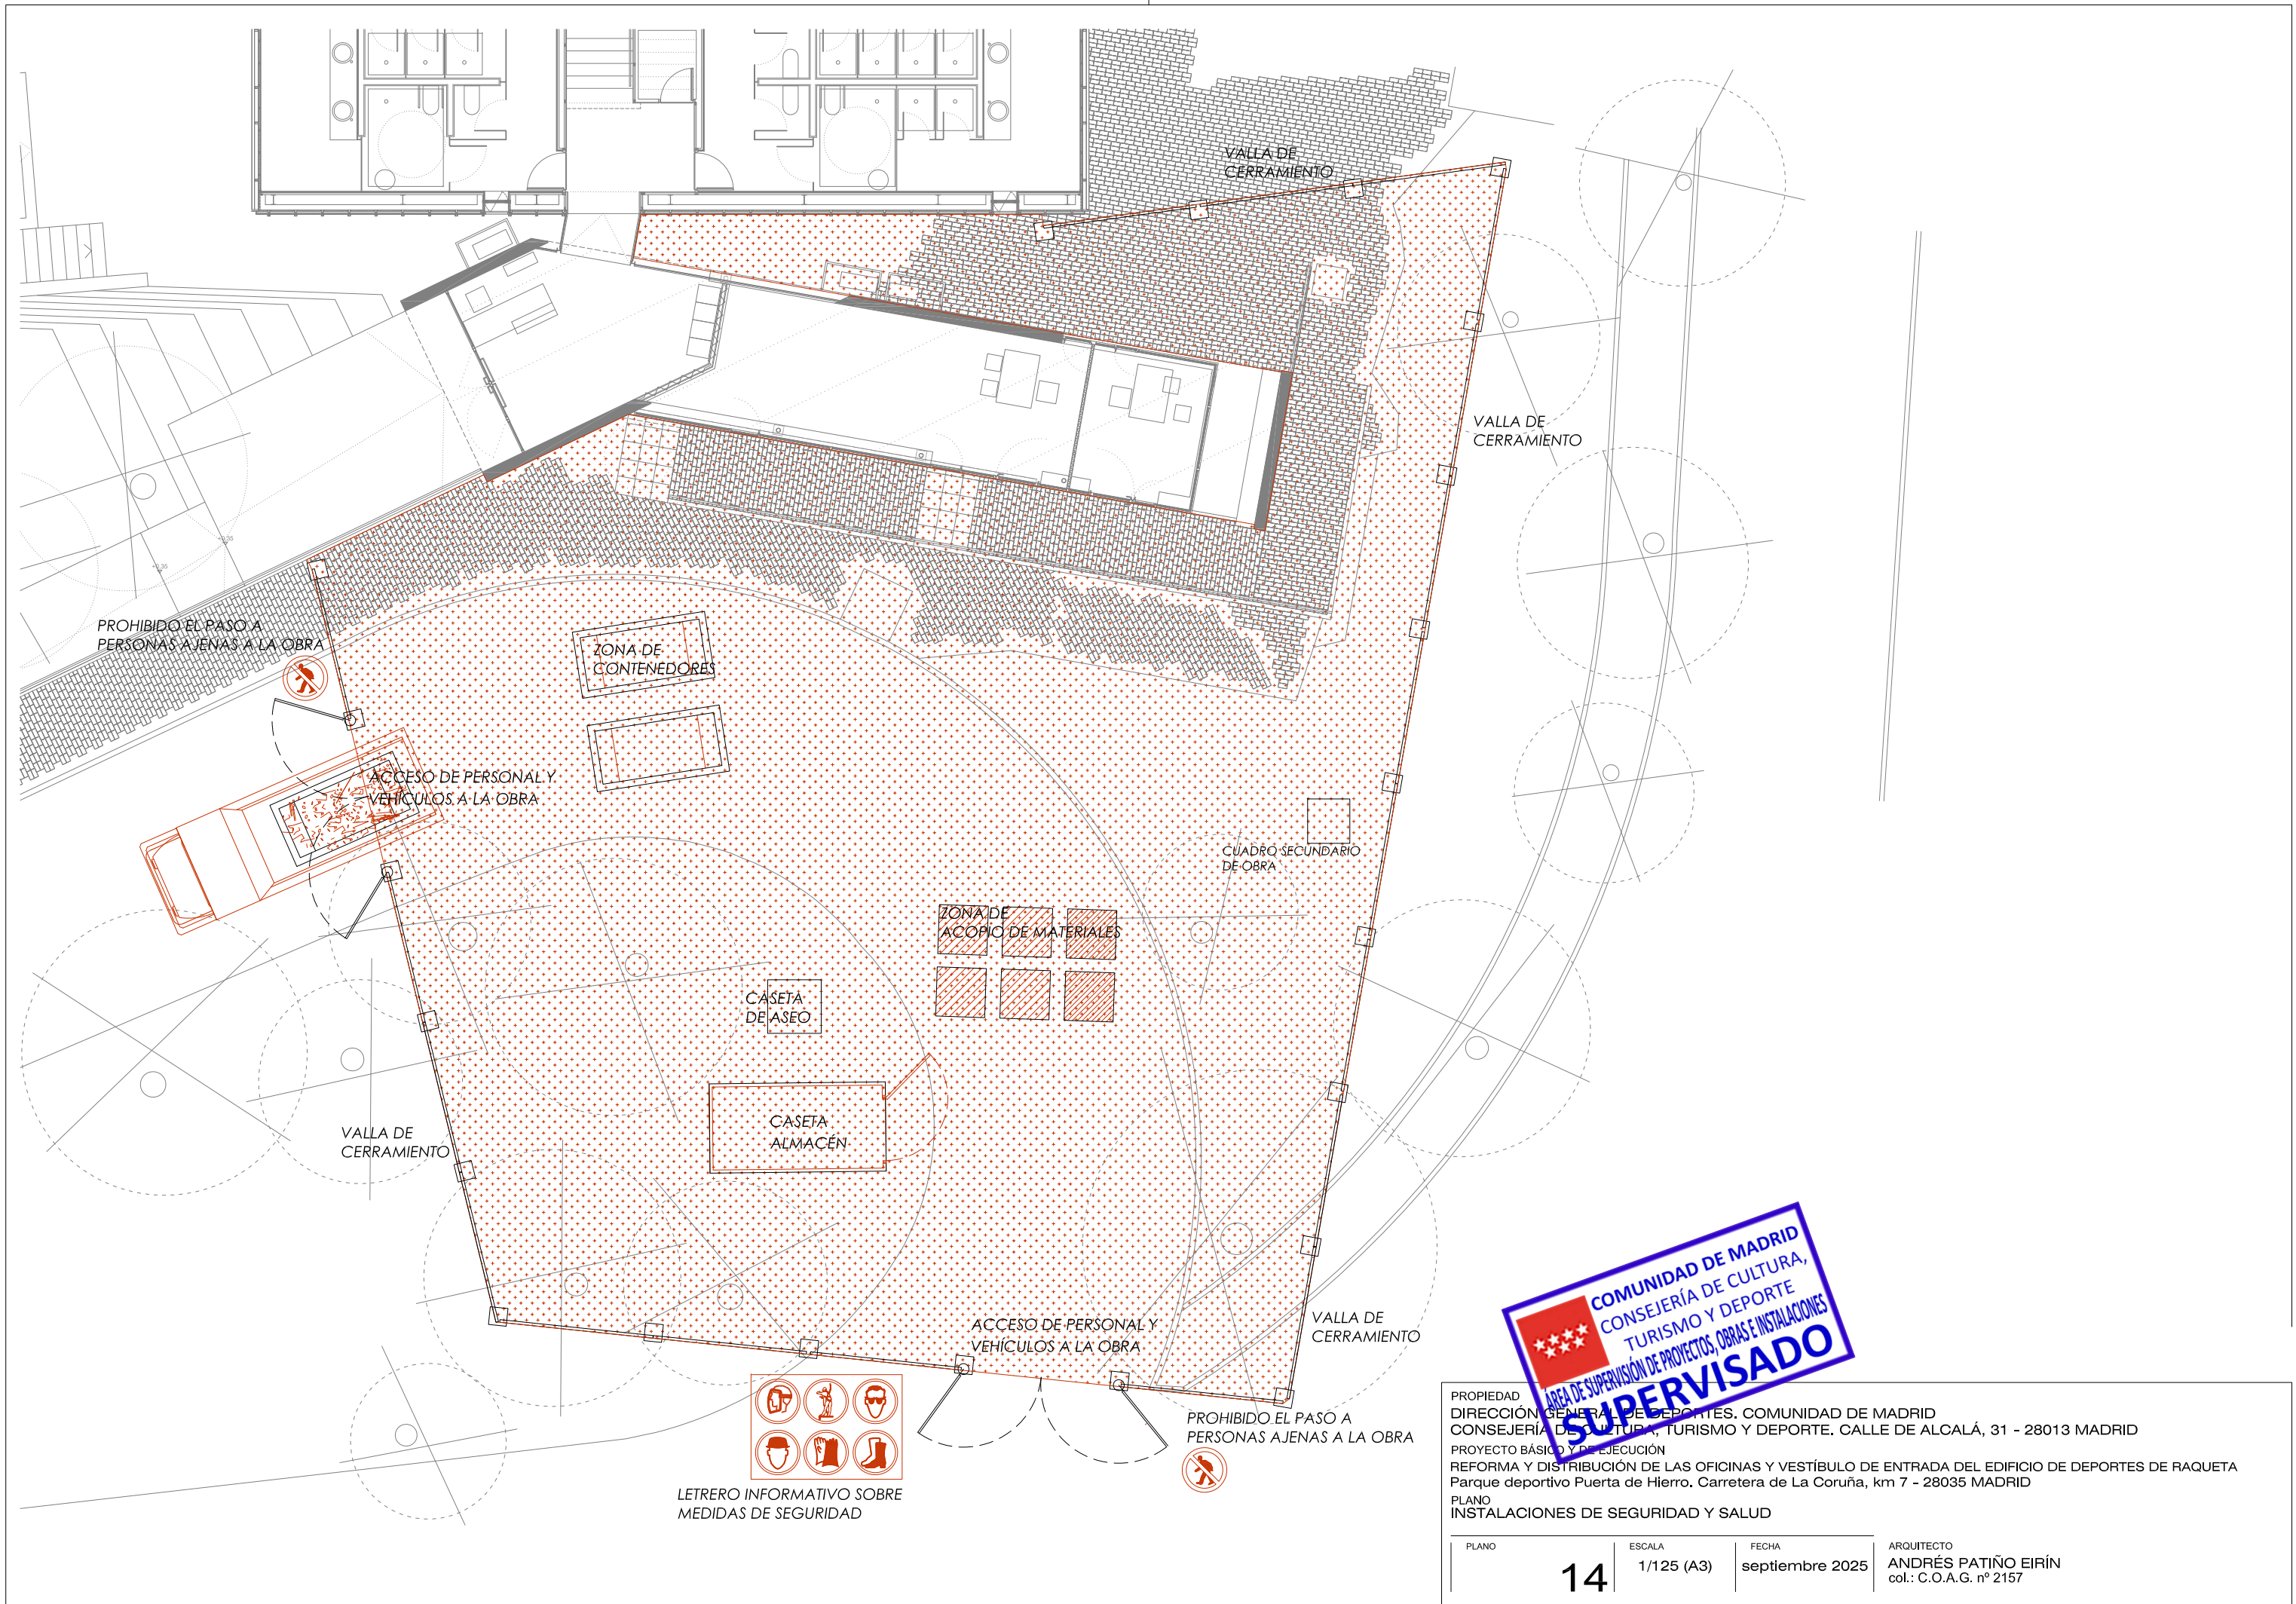 VALLA DE
CERRAMIENTO
VALLA DE
CERRAMIENTO
+0,35
+0,35
PROHIBIDO EL PASO A
PERSONAS AJENAS A LA OBRA
ZONA DE
CONTENEDORES
ACCESO DE PERSONAL Y
VEHÍCULOS A LA OBRA
CUADRO SECUNDARIO
DE OBRA
ZONA DE
ACOPIO DE MATERIALES
CASETA
DE ASEO
CASETA
ALMACÉN
VALLA DE
CERRAMIENTO
ACCESO DE PERSONAL Y
VEHÍCULOS A LA OBRA
VALLA DE
CERRAMIENTO
PROHIBIDO EL PASO A
PERSONAS AJENAS A LA OBRA
LETRERO INFORMATIVO SOBRE
MEDIDAS DE SEGURIDAD
COMUNIDAD DE MADRID
CONSEJERÍA DE CULTURA,
TURISMO Y DEPORTE
ÁREA DE SUPERVISIÓN DE PROYECTOS, OBRAS E INSTALACIONES
SUPERVISADO
PROPIEDAD
DIRECCIÓN GENERAL DE DEPORTES. COMUNIDAD DE MADRID
CONSEJERÍA DE CULTURA, TURISMO Y DEPORTE. CALLE DE ALCALÁ, 31 - 28013 MADRID
PROYECTO BÁSICO Y DE EJECUCIÓN
REFORMA Y DISTRIBUCIÓN DE LAS OFICINAS Y VESTÍBULO DE ENTRADA DEL EDIFICIO DE DEPORTES DE RAQUETA
Parque deportivo Puerta de Hierro. Carretera de La Coruña, km 7 - 28035 MADRID
PLANO
INSTALACIONES DE SEGURIDAD Y SALUD
PLANO
14
ESCALA
1/125 (A3)
FECHA
septiembre 2025
ARQUITECTO
ANDRÉS PATIÑO EIRÍN
col.: C.O.A.G. nº 2157